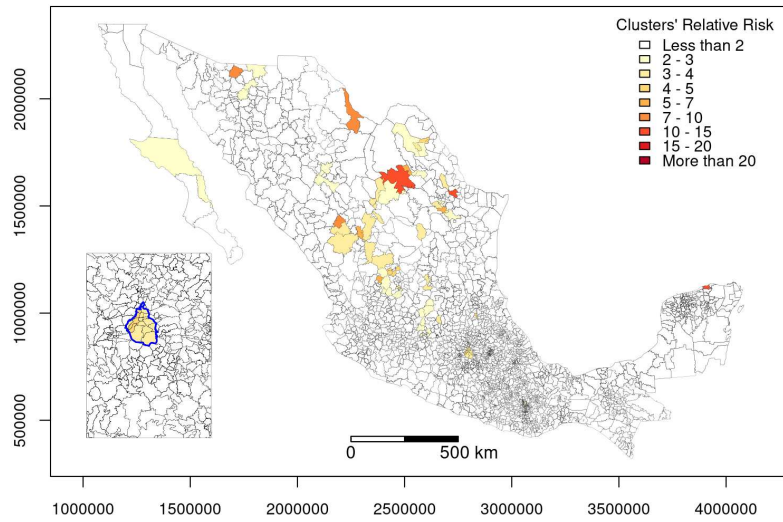 Clusters' Relative Risk
Less than 2
2 - 3
3 - 4
4 - 5
5 - 7
7 - 10
10 - 15
15 - 20
More than 20
2000000
1500000
1000000
500000
0 500 km
1000000 1500000 2000000 2500000 3000000 3500000 4000000